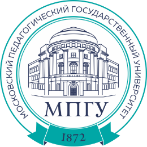 МОСКОВСКИЙ ПЕДАГОГИЧЕСКИЙ ГОСУДАРСТВЕННЫЙ УНИВЕРСИТЕТ
МПГУ
1872